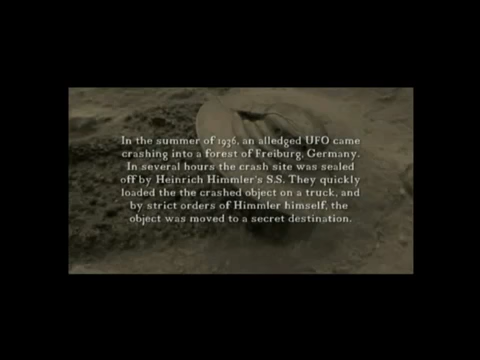 In the summer of 1936, an alledged UFO came
crashing into a forest of Freiburg, Germany.
In several hours the crash site was sealed
off by Heinrich Himmler's S.S. They quickly
loaded the the crashed object on a truck, and
by strict orders of Himmler himself, the
object was moved to a secret destination.